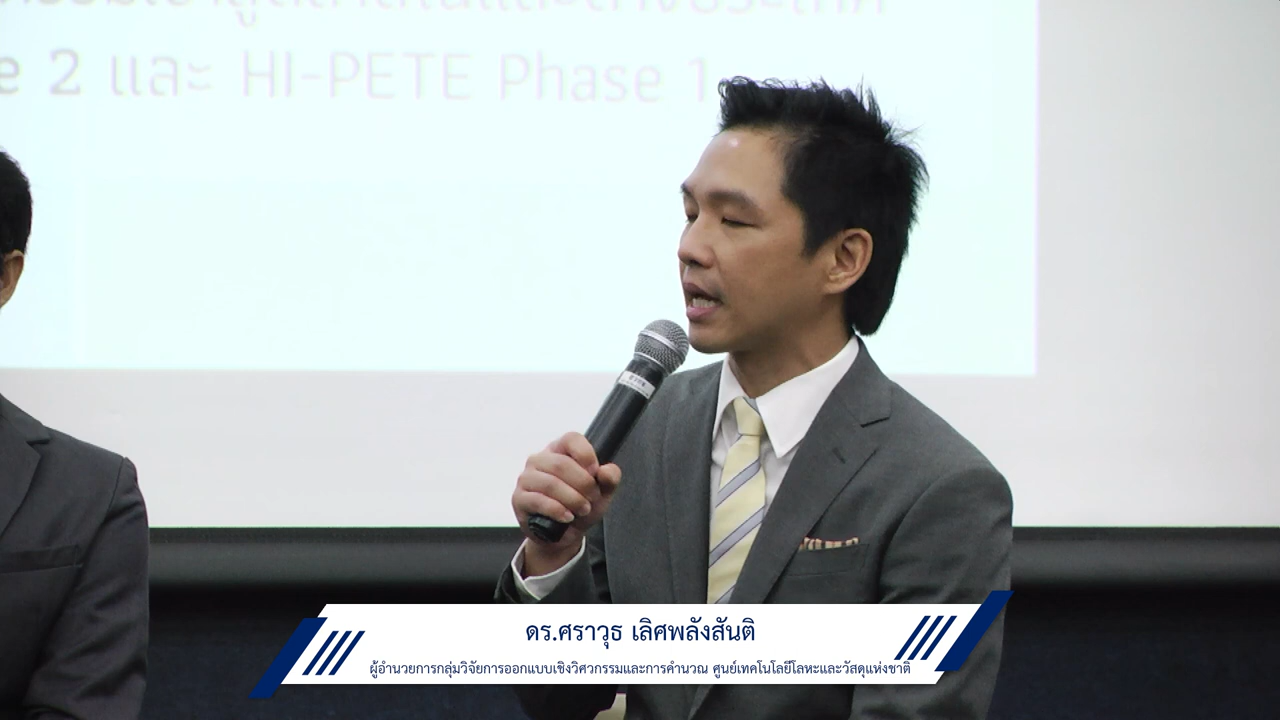 e 2 และ HI-PETE Phase 1
ดร.ศราวุธ เลิศพลังสันติ
ผู้อำนวยการกลุ่มวิจัยการออกแบบเชิงวิศวกรรมและการคำนวณ ศูนย์เทคโนโลยีโลหะและวัสดุแห่งชาติ